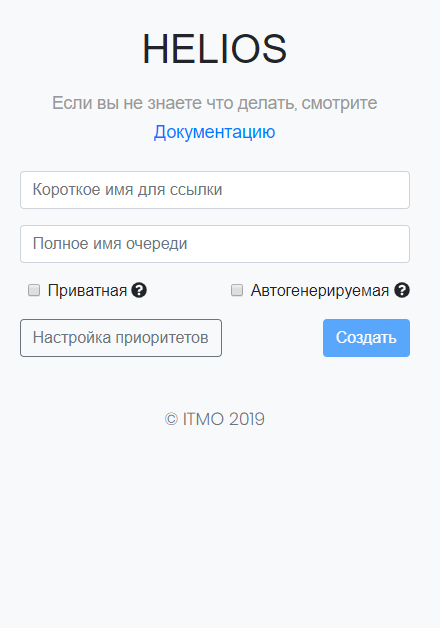 HELIOS
Если вы не знаете что делать, смотрите
Документацию
Короткое имя для ссылки
Полное имя очереди
Приватная ? Автогенерируемая ?
Настройка приоритетов Создать
© ITMO 2019